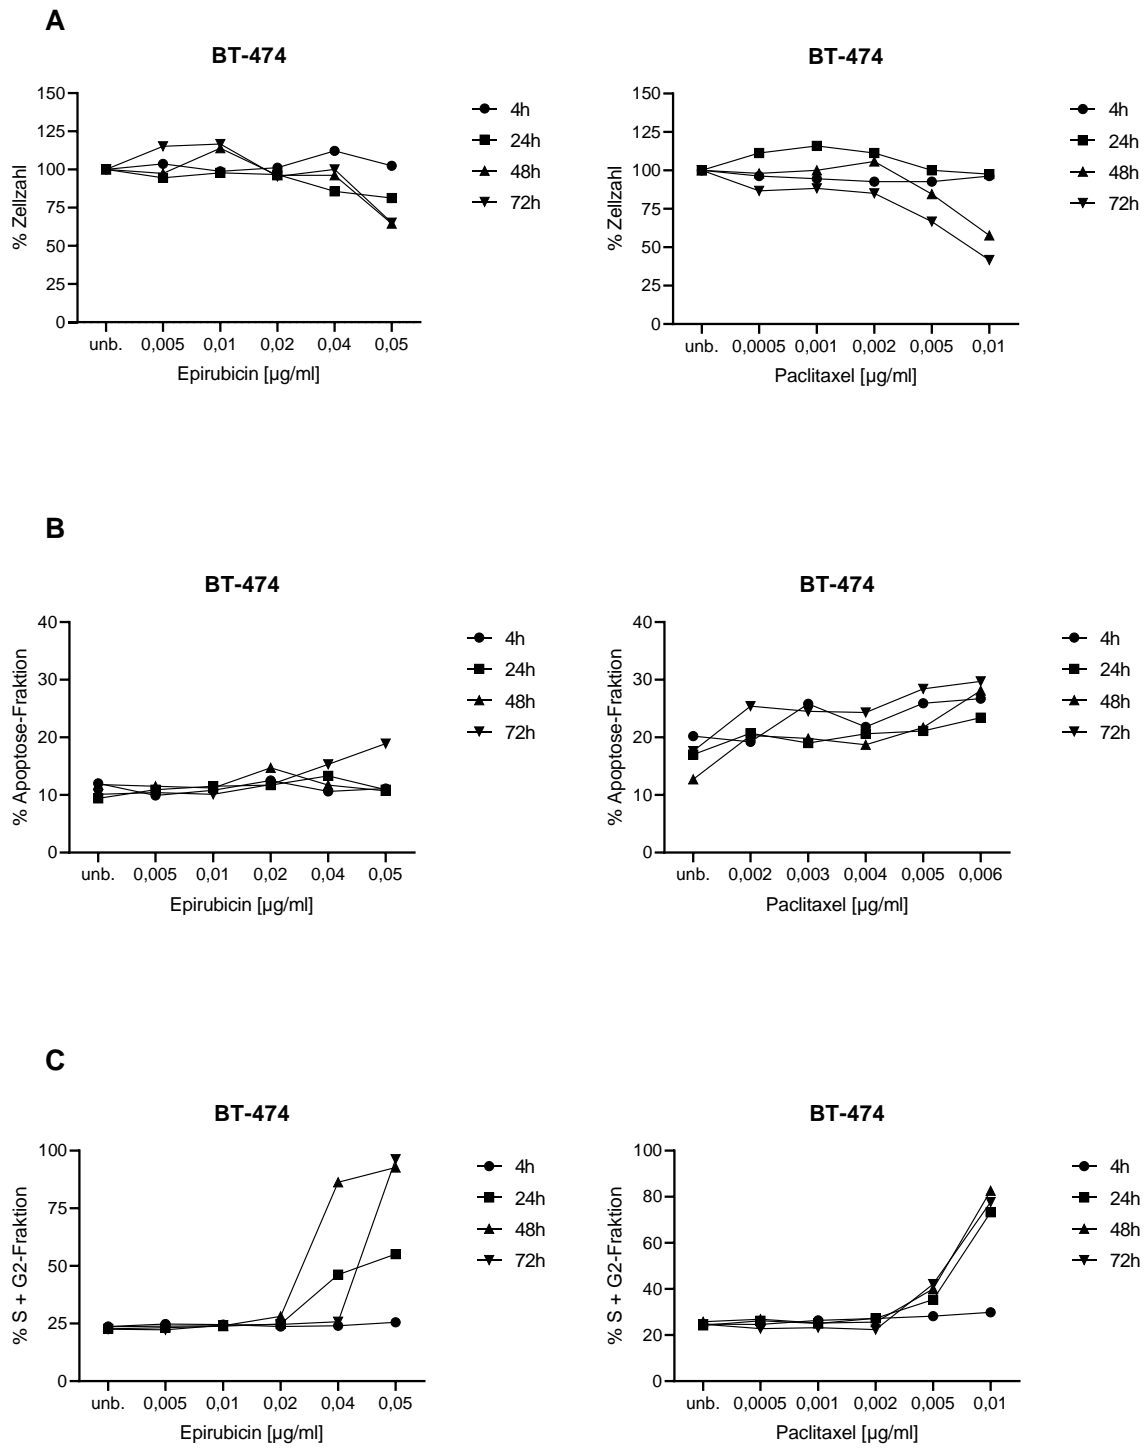 A
BT-474
150
125
100
75
50
25
0
% Zellzahl
unb. 0,005 0,01 0,02 0,04 0,05
Epirubicin [µg/ml]
4h
24h
48h
72h
BT-474
150
125
100
75
50
25
0
% Zellzahl
unb. 0,0005 0,001 0,002 0,005 0,01
Paclitaxel [µg/ml]
4h
24h
48h
72h
B
BT-474
40
30
20
10
0
% Apoptose-Fraktion
unb. 0,005 0,01 0,02 0,04 0,05
Epirubicin [µg/ml]
4h
24h
48h
72h
BT-474
40
30
20
10
0
% Apoptose-Fraktion
unb. 0,002 0,003 0,004 0,005 0,006
Paclitaxel [µg/ml]
4h
24h
48h
72h
C
BT-474
100
75
50
25
0
% S + G2-Fraktion
unb. 0,005 0,01 0,02 0,04 0,05
Epirubicin [µg/ml]
4h
24h
48h
72h
BT-474
100
80
60
40
20
0
% S + G2-Fraktion
unb. 0,0005 0,001 0,002 0,005 0,01
Paclitaxel [µg/ml]
4h
24h
48h
72h